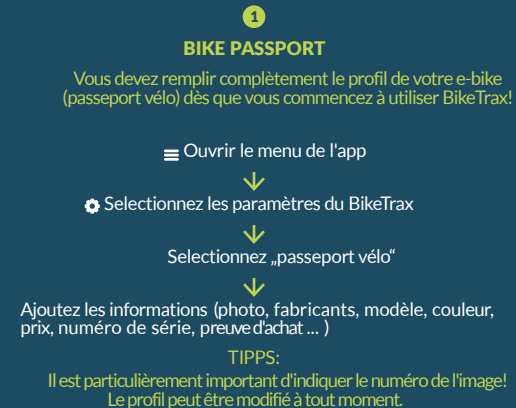 1
BIKE PASSPORT
Vous devez remplir complètement le profil de votre e-bike
(passeport vélo) dès que vous commencez à utiliser BikeTrax!
Ouvrir le menu de l'app
Selectionnez les paramètres du BikeTrax
Selectionnez „passeport vélo“
Ajoutez les informations (photo, fabricants, modèle, couleur,
prix, numéro de série, preuve d'achat ... )
TIPPS:
Il est particulièrement important d'indiquer le numéro de l'image!
Le profil peut être modifié à tout moment.